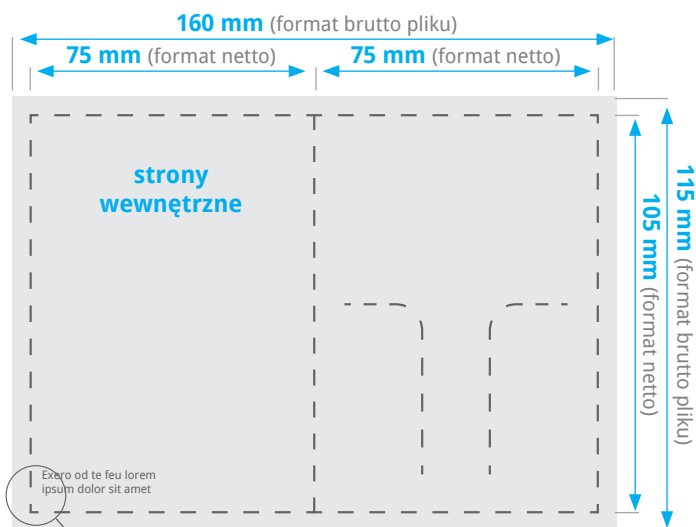 160 mm (format brutto pliku)
75 mm (format netto)
75 mm (format netto)
strony
wewnętrzne
105 mm (format netto)
115 mm (format brutto pliku)
Exero od te feu lorem
ipsum dolor sit amet